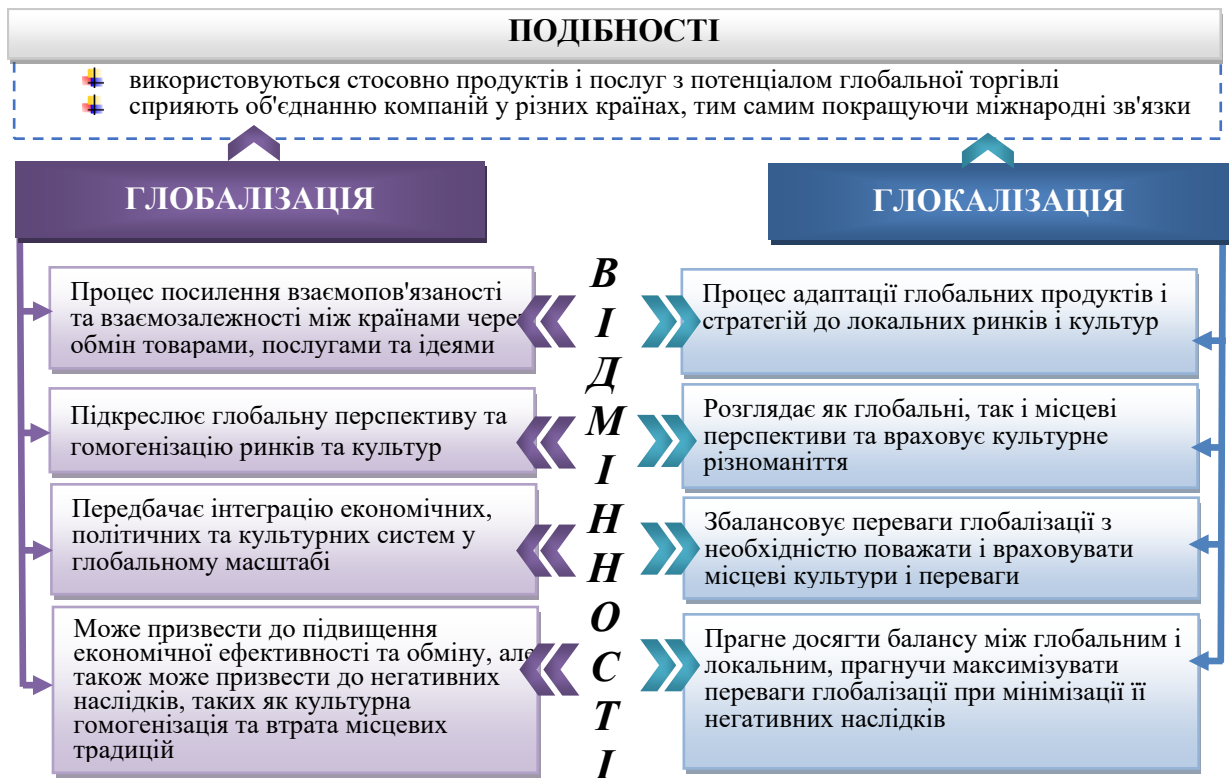 ПОДІБНОСТІ
використовуються стосовно продуктів і послуг з потенціалом глобальної торгівлі
сприяють об'єднанню компаній у різних країнах, тим самим покращуючи міжнародні зв'язки
ГЛОБАЛІЗАЦІЯ
Процес посилення взаємопов'язаності
та взаємозалежності між країнами через
обмін товарами, послугами та ідеями
Підкреслює глобальну перспективу та
гомогенізацію ринків та культур
Передбачає інтеграцію економічних,
політичних та культурних систем у
глобальному масштабі
Може призвести до підвищення
економічної ефективності та обміну, але
також може призвести до негативних
наслідків, таких як культурна
гомогенізація та втрата місцевих
традицій
ВІДМІННОСТІ
ГЛОКАЛІЗАЦІЯ
Процес адаптації глобальних продуктів і
стратегій до локальних ринків і культур
Розглядає як глобальні, так і місцеві
перспективи та враховує культурне
різноманіття
Збалансовує переваги глобалізації з
необхідністю поважати і враховувати
місцеві культури і переваги
Прагне досягти балансу між глобальним і
локальним, прагнучи максимізувати
переваги глобалізації при мінімізації її
негативних наслідків